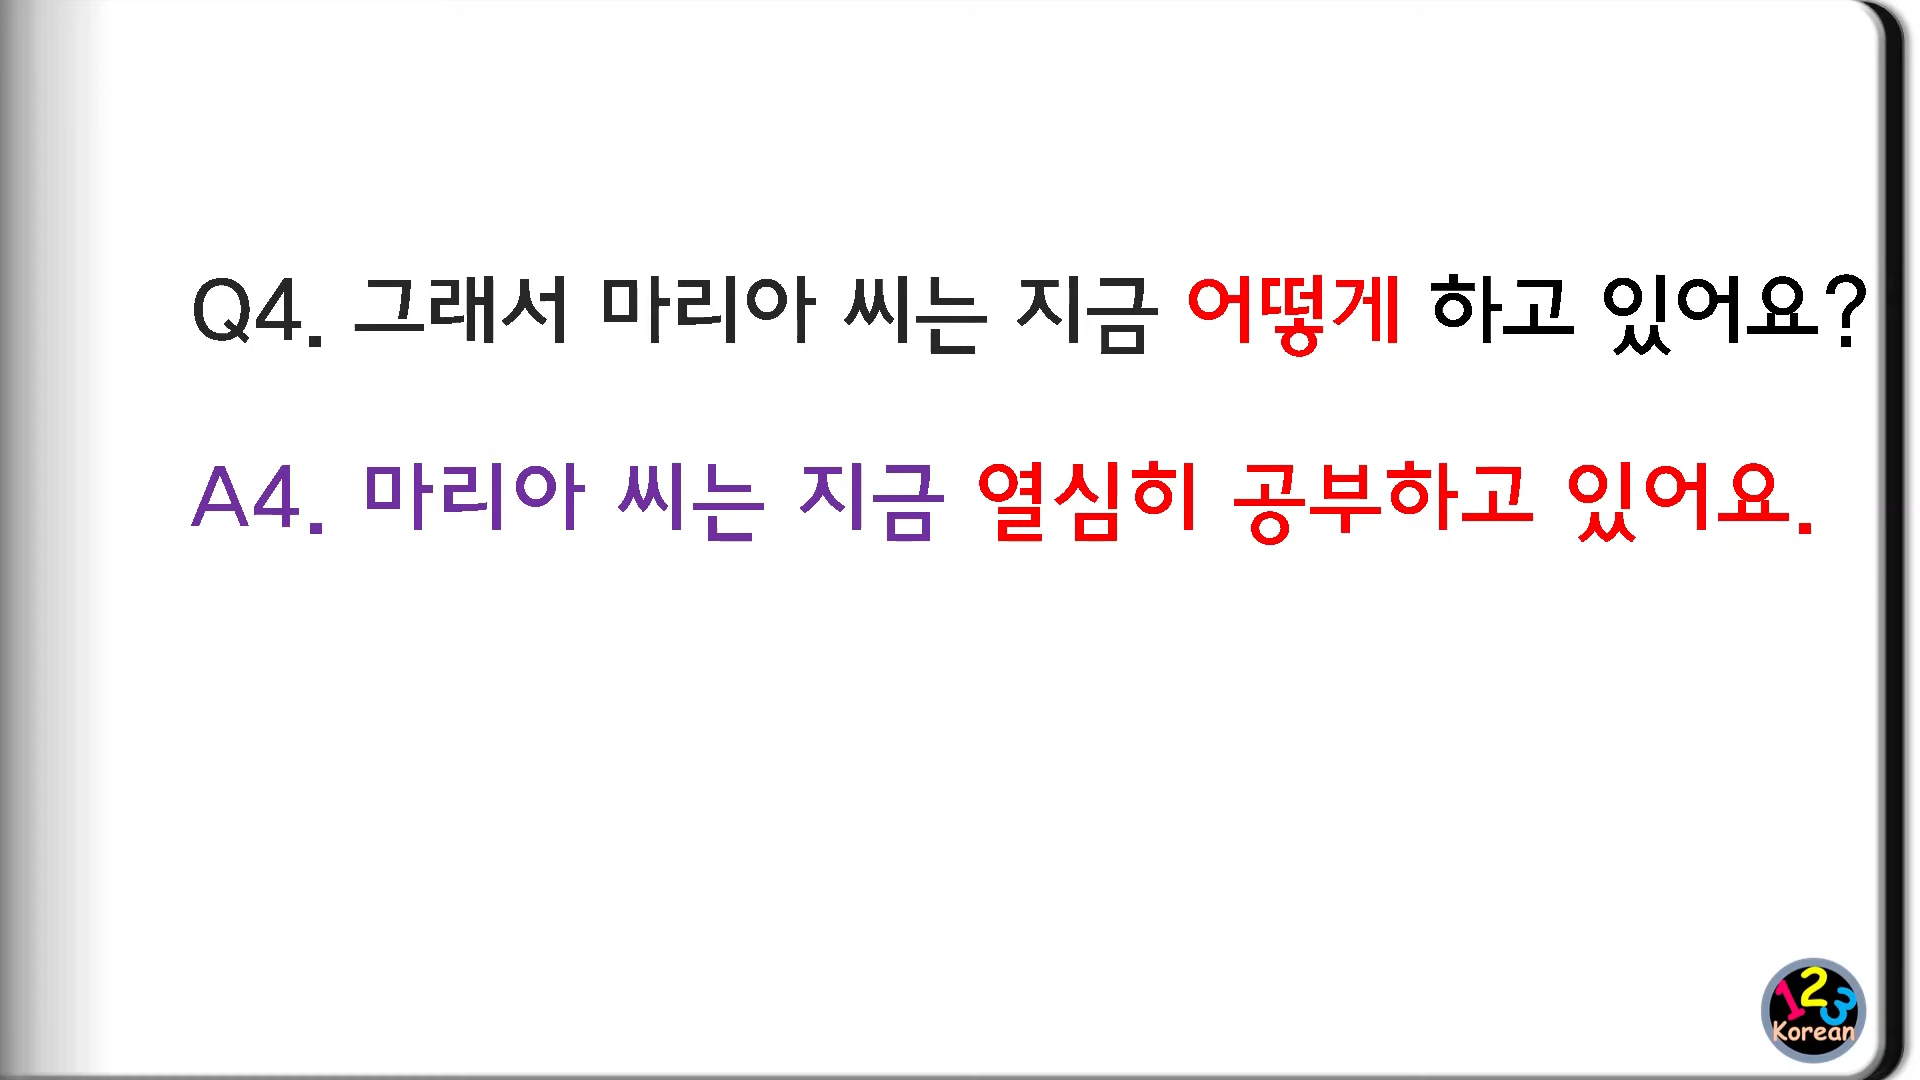 Q4. 그래서 마리아 씨는 지금 어떻게 하고 있어요?
A4. 마리아 씨는 지금 열심히 공부하고 있어요.
123
Korean